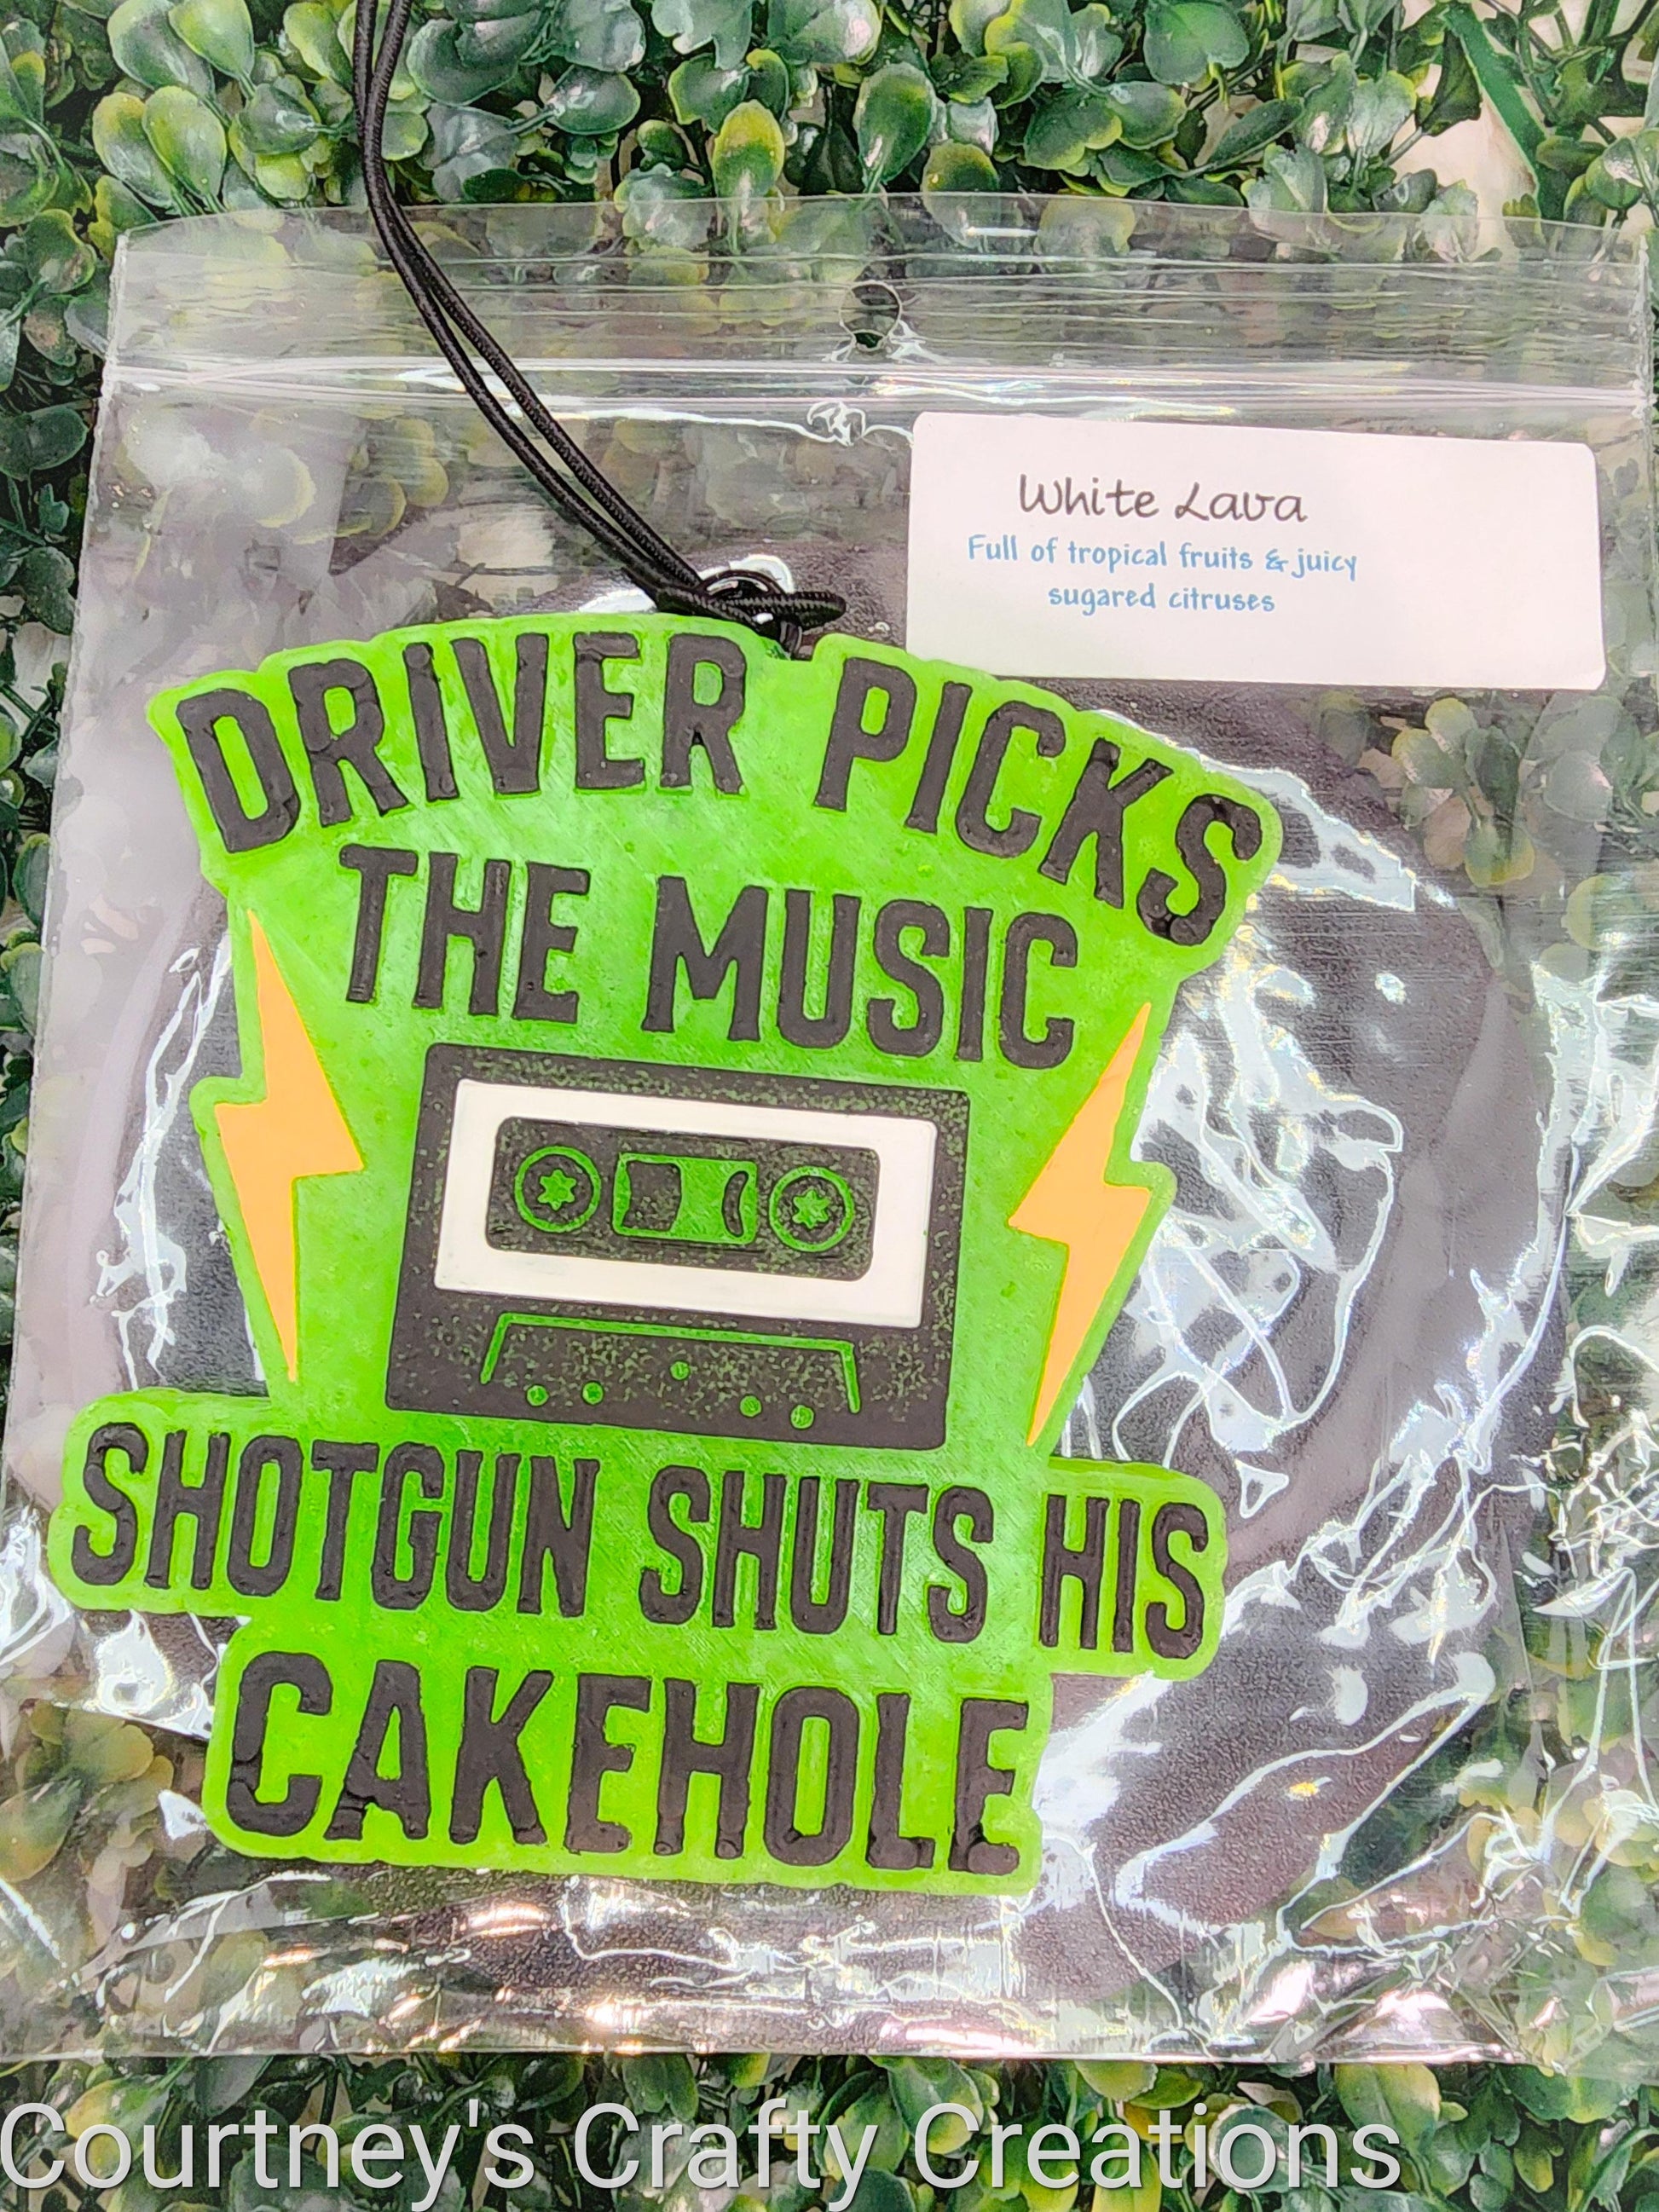 White Lava
Full of tropical fruits & juicy
sugared citruses
DRIVER PICKS
THE MUSIC
SHOTGUN SHUTS HIS
CAKEHOLE
Courtney's Crafty Creations